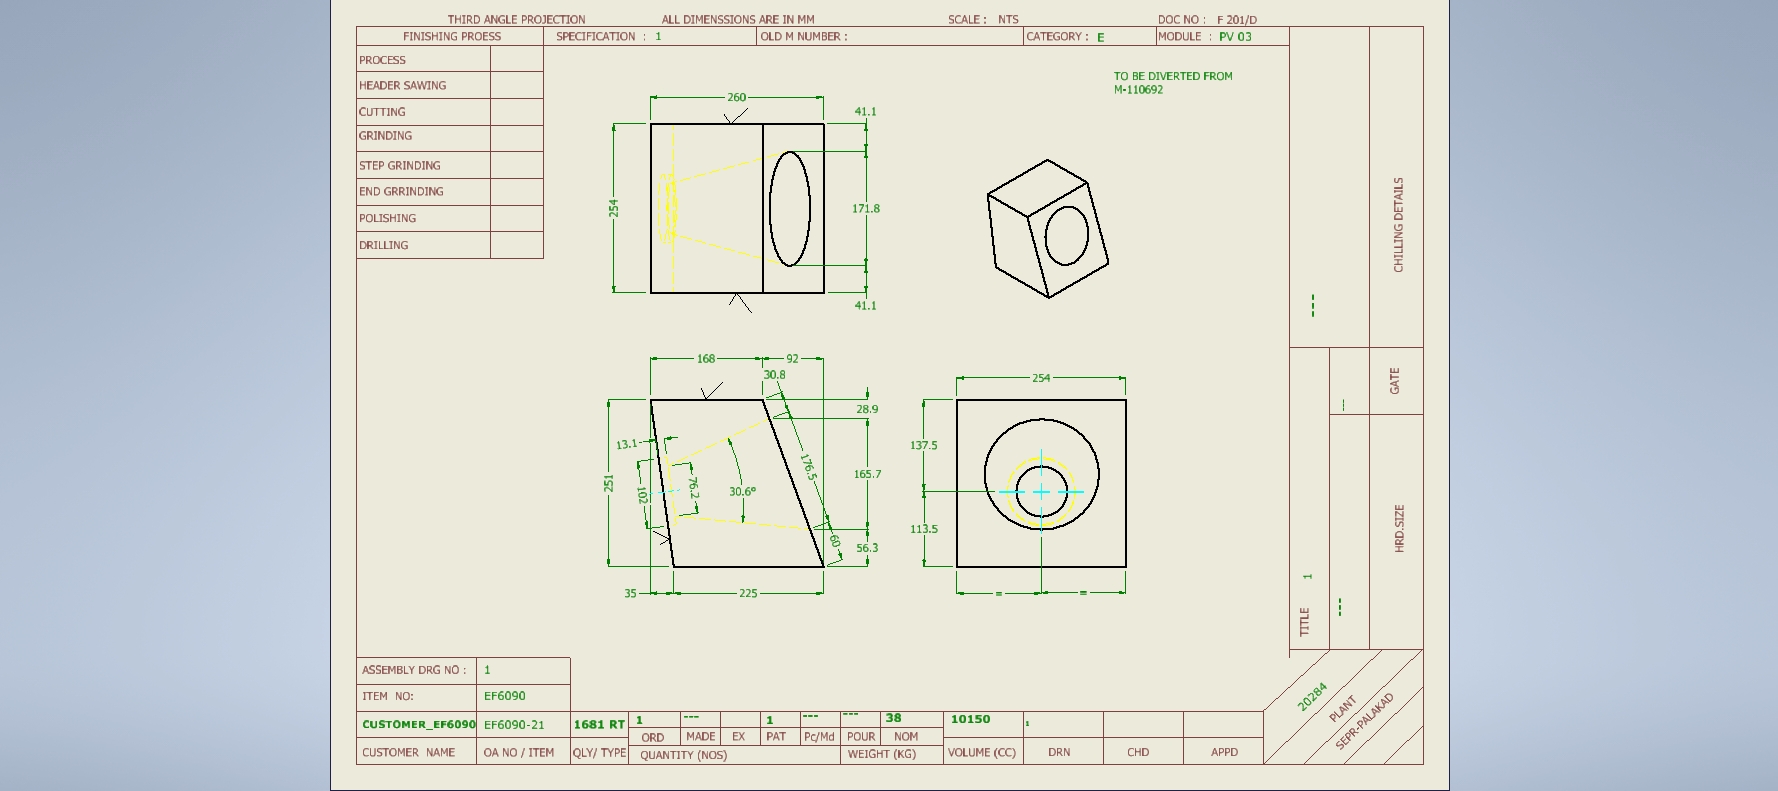 THIRD ANGLE PROJECTION ALL DIMENSSIONS ARE IN MM SCALE : NTS DOC NO : F 201/D
FINISHING PROESS SPECIFICATION : 1 OLD M NUMBER : CATEGORY : E MODULE : PV 03
PROCESS
HEADER SAWING
CUTTING
GRINDING
STEP GRINDING
END GRRINDING
POLISHING
DRILLING
TO BE DIVERTED FROM
M-110692
260
41.1
254
171.8
41.1
168 92
30.8
28.9
13.1
251
102
76.2
30.6°
176.5
165.7
60
56.3
35 225
254
137.5
113.5
= =
CHILLING DETAILS
---
GATE
---
HRD.SIZE
---
TITLE 1
ASSEMBLY DRG NO : 1
ITEM NO: EF6090
CUSTOMER_EF6090 EF6090-21 1681 RT 1 --- 1 --- --- 38 10150 1
ORD MADE EX PAT Pc/Md POUR NOM
CUSTOMER NAME OA NO / ITEM QLY/ TYPE QUANTITY (NOS) WEIGHT (KG) VOLUME (CC) DRN CHD APPD
20284
PLANT
SEPR-PALAKAD